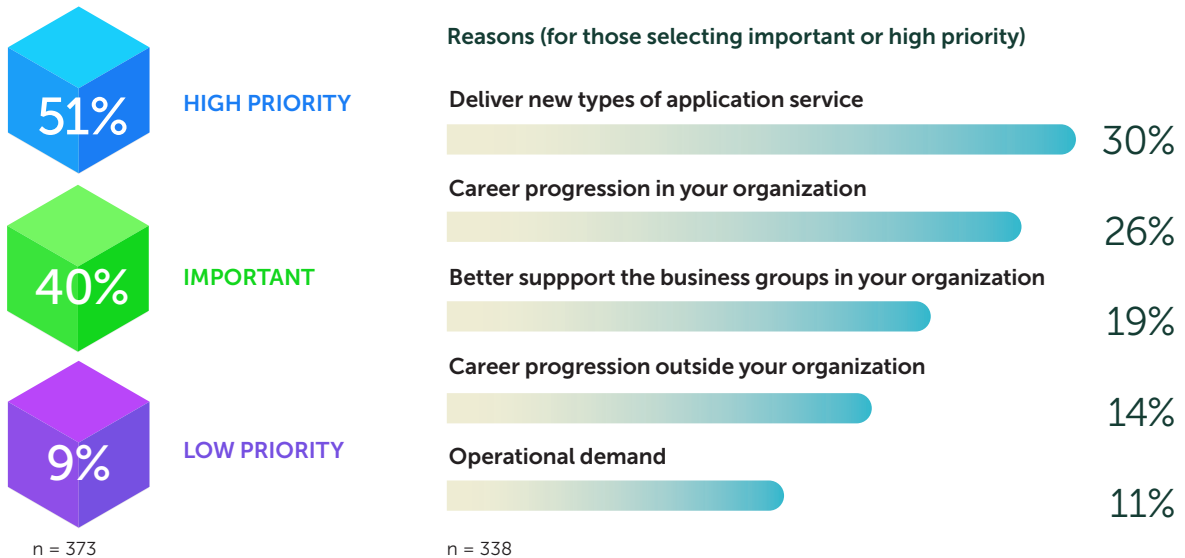 51%
HIGH PRIORITY
40%
IMPORTANT
9%
LOW PRIORITY
n = 373
Reasons (for those selecting important or high priority)
Deliver new types of application service
30%
Career progression in your organization
26%
Better suppport the business groups in your organization
19%
Career progression outside your organization
14%
Operational demand
11%
n = 338